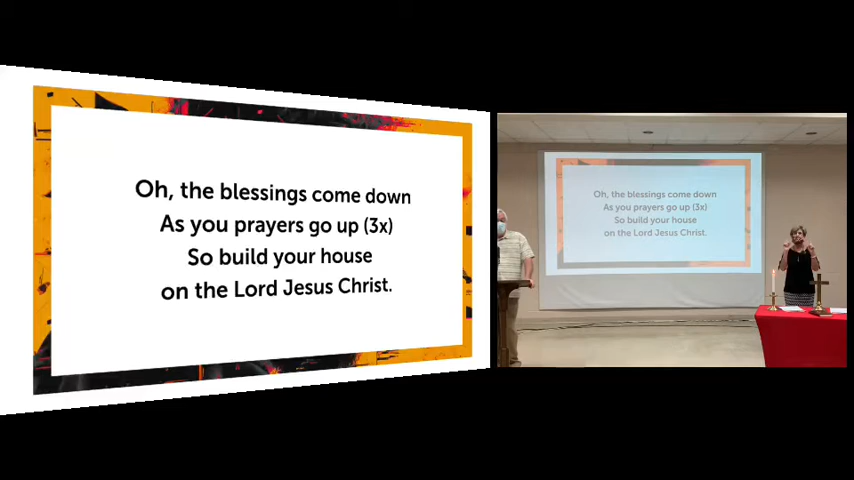 Oh, the blessings come down
As you prayers go up (3x)
So build your house
on the Lord Jesus Christ.
Oh, the blessings come down
As you prayers go up (3x)
So build your house
on the Lord Jesus Christ.